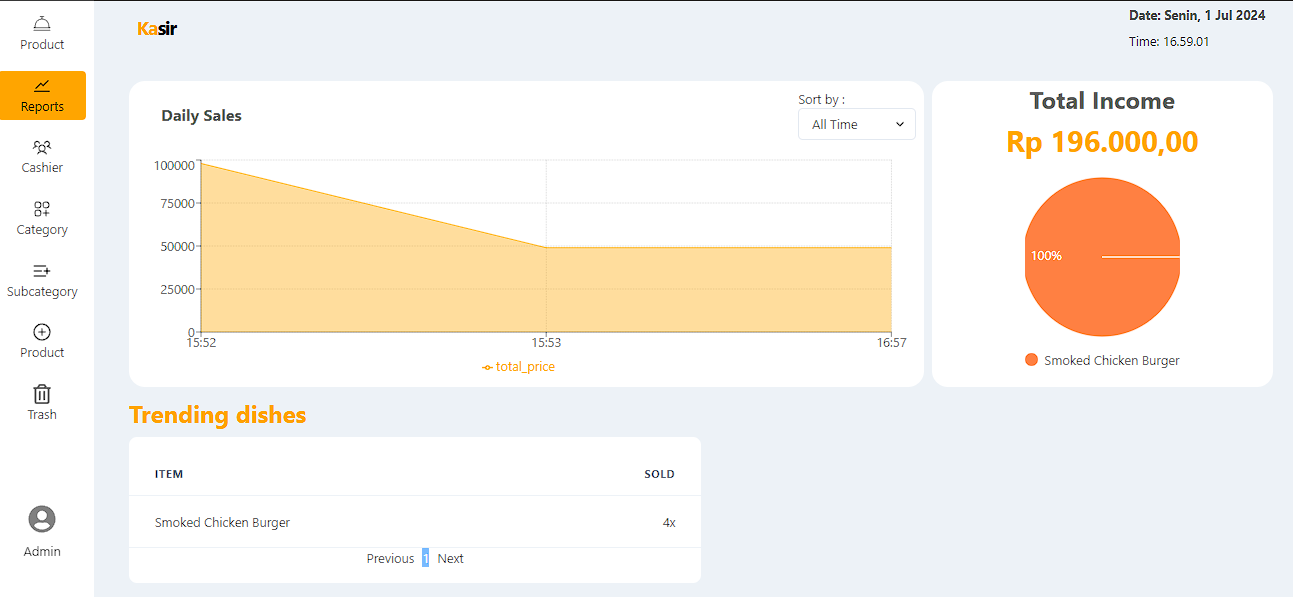 Product
Reports
Cashier
Category
Subcategory
Product
Trash
Admin
Kasir
Date: Senin, 1 Jul 2024
Time: 16.59.01
Daily Sales
Sort by :
All Time
100000
75000
50000
25000
0
15:52 15:53 16:57
total_price
Total Income
Rp 196.000,00
100%
Smoked Chicken Burger
Trending dishes
ITEM SOLD
Smoked Chicken Burger 4x
Previous 1 Next